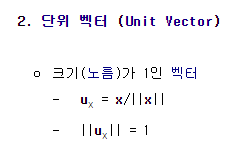 2. 단위 벡터 (Unit Vector)
ㅇ 크기(노름)가 1인 벡터
- ux = x/||x||
- ||ux|| = 1